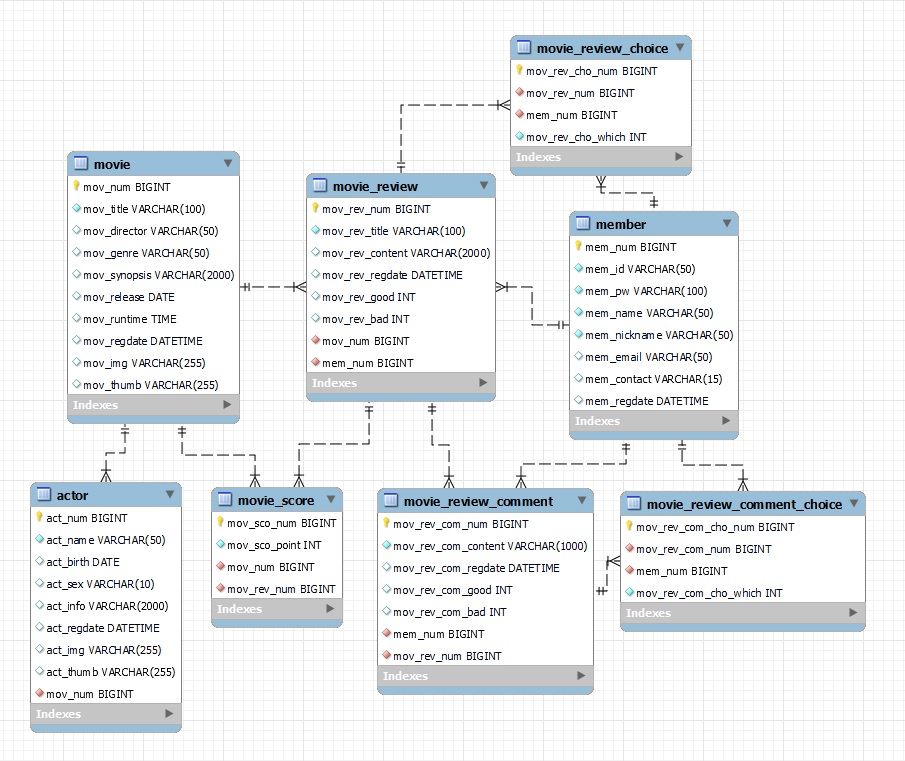 movie_review_choice
mov_rev_cho_num BIGINT
mov_rev_num BIGINT
mem_num BIGINT
mov_rev_cho_which INT
Indexes
movie
mov_num BIGINT
mov_title VARCHAR(100)
mov_director VARCHAR(50)
mov_genre VARCHAR(50)
mov_synopsis VARCHAR(2000)
mov_release DATE
mov_runtime TIME
mov_regdate DATETIME
mov_img VARCHAR(255)
mov_thumb VARCHAR(255)
Indexes
movie_review
mov_rev_num BIGINT
mov_rev_title VARCHAR(100)
mov_rev_content VARCHAR(2000)
mov_rev_regdate DATETIME
mov_rev_good INT
mov_rev_bad INT
mov_num BIGINT
mem_num BIGINT
Indexes
member
mem_num BIGINT
mem_id VARCHAR(50)
mem_pw VARCHAR(100)
mem_name VARCHAR(50)
mem_nickname VARCHAR(50)
mem_email VARCHAR(50)
mem_contact VARCHAR(15)
mem_regdate DATETIME
Indexes
actor
act_num BIGINT
act_name VARCHAR(50)
act_birth DATE
act_sex VARCHAR(10)
act_info VARCHAR(2000)
act_regdate DATETIME
act_img VARCHAR(255)
act_thumb VARCHAR(255)
mov_num BIGINT
Indexes
movie_score
mov_sco_num BIGINT
mov_sco_point INT
mov_num BIGINT
mov_rev_num BIGINT
Indexes
movie_review_comment
mov_rev_com_num BIGINT
mov_rev_com_content VARCHAR(1000)
mov_rev_com_regdate DATETIME
mov_rev_com_good INT
mov_rev_com_bad INT
mem_num BIGINT
mov_rev_num BIGINT
Indexes
movie_review_comment_choice
mov_rev_com_cho_num BIGINT
mov_rev_com_num BIGINT
mem_num BIGINT
mov_rev_com_cho_which INT
Indexes